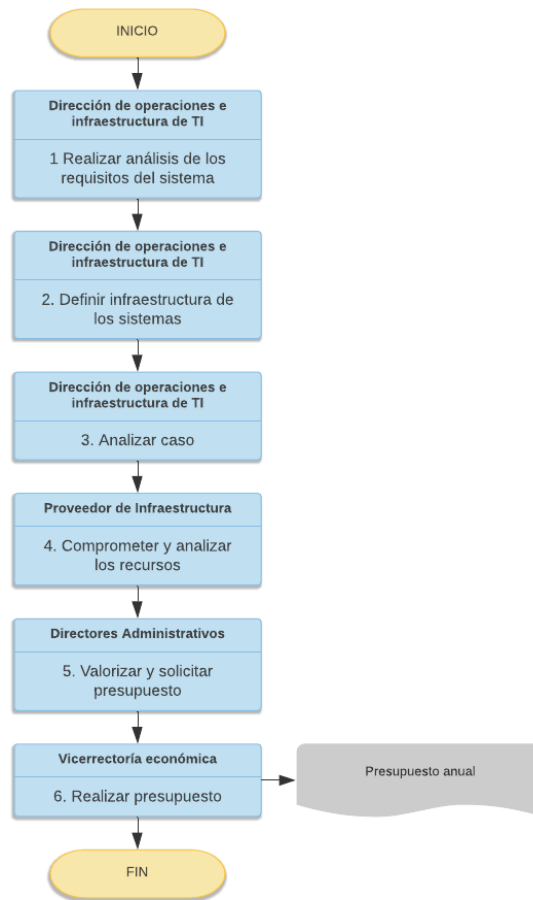 INICIO
Dirección de operaciones e
infraestructura de TI
1 Realizar análisis de los
requisitos del sistema
Dirección de operaciones e
infraestructura de TI
2. Definir infraestructura de
los sistemas
Dirección de operaciones e
infraestructura de TI
3. Analizar caso
Proveedor de Infraestructura
4. Comprometer y analizar
los recursos
Directores Administrativos
5. Valorizar y solicitar
presupuesto
Vicerrectoría económica
6. Realizar presupuesto
Presupuesto anual
FIN